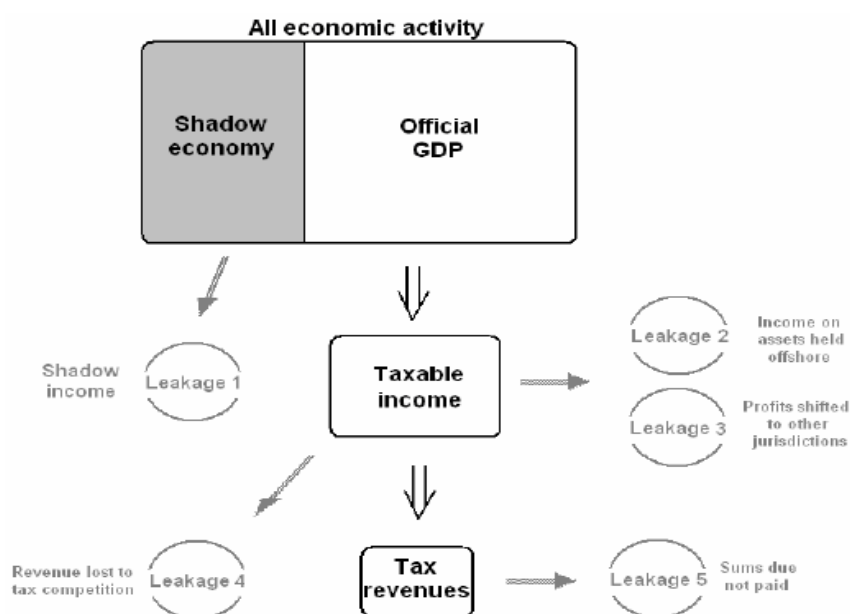 All economic activity
Shadow
economy
Official
GDP
Shadow
income
Leakage 1
Taxable
income
Leakage 2
Income on
assets held
offshore
Leakage 3
Profits shifted
to other
jurisdictions
Revenue lost to
tax competition
Leakage 4
Tax
revenues
Leakage 5
Sums due
not paid